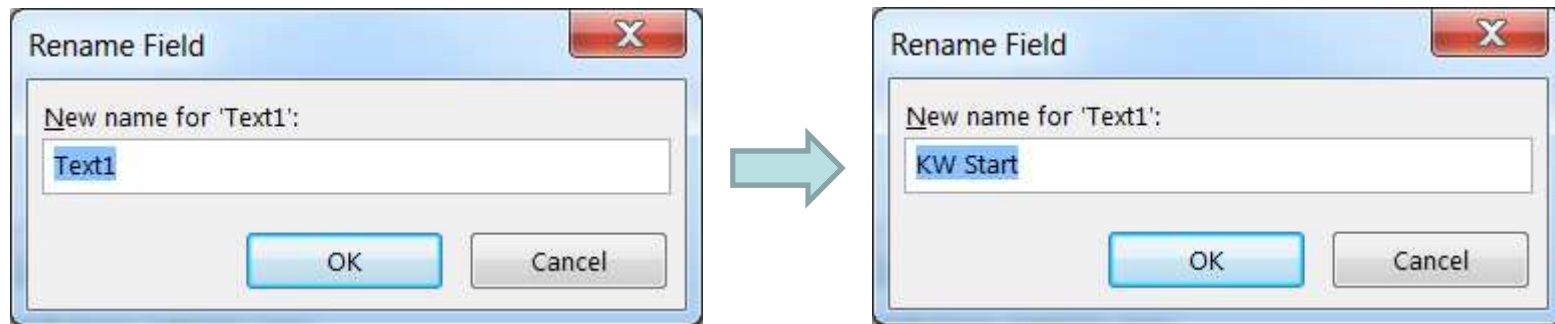 Rename Field
New name for 'Text1':
Text1
OK Cancel
Rename Field
New name for 'Text1':
KW Start
OK Cancel